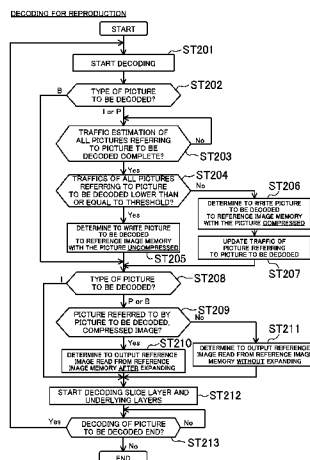 DECODING FOR REPRODUCTION
START
ST201
START DECODING
ST202
B
TYPE OF PICTURE
TO BE DECODED?
I or P
TRAFFIC ESTIMATION OF
ALL PICTURES REFERRING
TO PICTURE TO BE
DECODED COMPLETE?
No
ST203
Yes
ST204
TRAFFICS OF ALL PICTURES
REFERRING TO PICTURE
TO BE DECODED LOWER THAN
OR EQUAL TO THRESHOLD?
No
ST206
Yes
DETERMINE TO WRITE PICTURE
TO BE DECODED
TO REFERENCE IMAGE MEMORY
WITH THE PICTURE UNCOMPRESSED
ST205
DETERMINE TO WRITE PICTURE
TO BE DECODED
TO REFERENCE IMAGE MEMORY
WITH THE PICTURE COMPRESSED
UPDATE TRAFFIC OF
PICTURE REFERRING
TO PICTURE TO BE DECODED
ST207
ST208
I
TYPE OF PICTURE
TO BE DECODED?
P or B
ST209
PICTURE REFERRED TO BY
PICTURE TO BE DECODED,
COMPRESSED IMAGE?
No
ST211
Yes
ST210
DETERMINE TO OUTPUT REFERENCE
IMAGE READ FROM REFERENCE
IMAGE MEMORY AFTER EXPANDING
DETERMINE TO OUTPUT REFERENCE
IMAGE READ FROM REFERENCE IMAGE
MEMORY WITHOUT EXPANDING
START DECODING SLICE LAYER AND
UNDERLYING LAYERS
ST212
Yes
DECODING OF PICTURE
TO BE DECODED END?
No
ST213
No
END